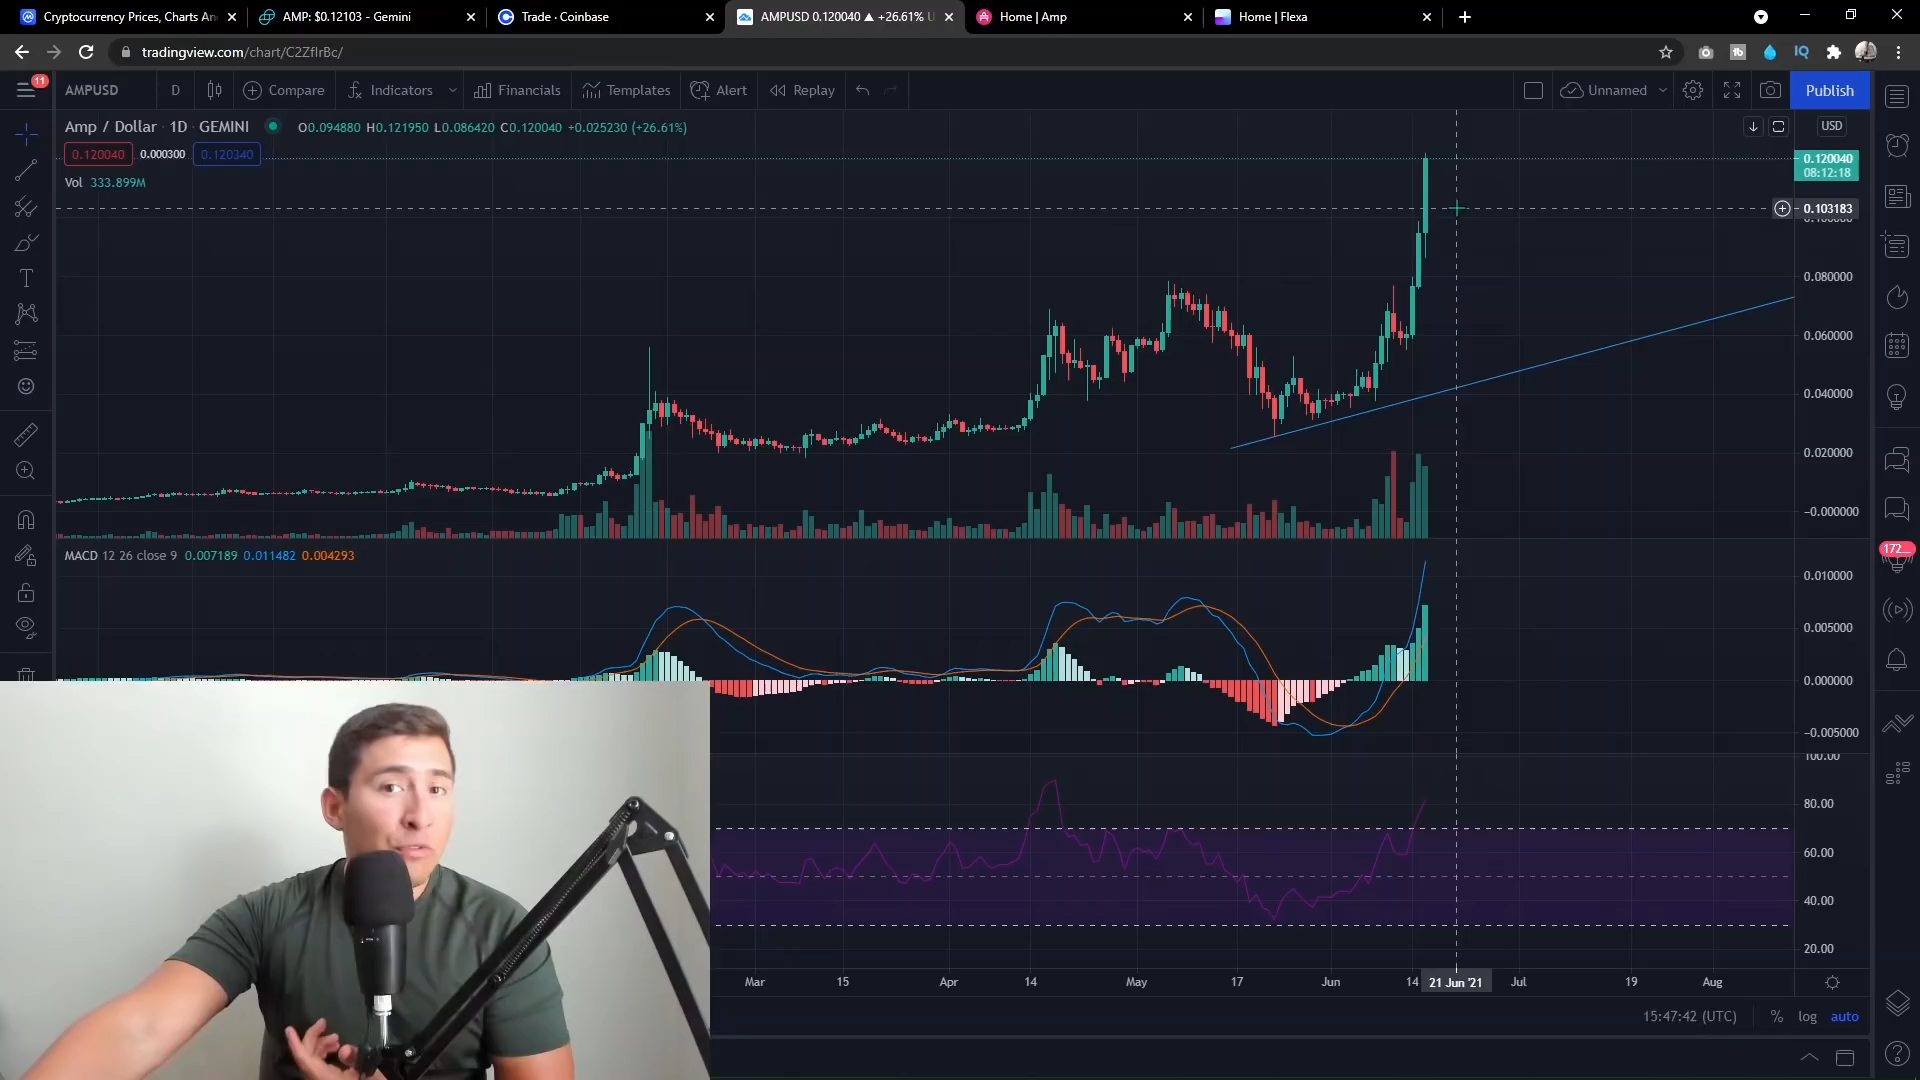 Cryptocurrency Prices, Charts An
AMP: $0.12103 - Gemini
Trade · Coinbase
AMPUSD 0.120040 ▲ +26.61% U
Home | Amp
Home | Flexa
tradingview.com/chart/C2ZfIrBc/
11
AMPUSD
D
Compare
Indicators
Financials
Templates
Alert
Replay
Unnamed
Publish
Amp / Dollar · 1D · GEMINI
O0.094880 H0.121950 L0.086420 C0.120040 +0.025230 (+26.61%)
USD
0.120040
0.000300
0.120340
Vol 333.899M
0.120040
08:12:18
0.103183
0.080000
0.060000
0.040000
0.020000
-0.000000
MACD 12 26 close 9 0.007189 0.011482 0.004293
172...
0.010000
0.005000
0.000000
-0.005000
100.00
80.00
60.00
40.00
20.00
Mar
15
Apr
14
May
17
Jun
14
21 Jun '21
Jul
19
Aug
15:47:42 (UTC)
%
log
auto